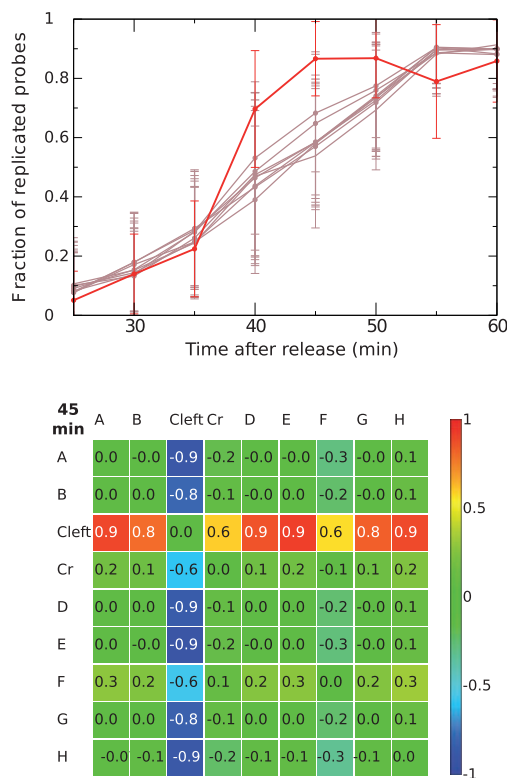 1
0.8
0.6
0.4
0.2
0
Fraction of replicated probes
30 40 50 60
Time after release (min)
45 min
A B Cleft Cr D E F G H
A 0.0 -0.0 -0.9 -0.2 -0.0 -0.0 -0.3 -0.0 0.1
B 0.0 0.0 -0.8 -0.1 -0.0 0.0 -0.2 -0.0 0.1
Cleft 0.9 0.8 0.0 0.6 0.9 0.9 0.6 0.8 0.9
Cr 0.2 0.1 -0.6 0.0 0.1 0.2 -0.1 0.1 0.2
D 0.0 0.0 -0.9 -0.1 0.0 0.0 -0.2 -0.0 0.1
E 0.0 -0.0 -0.9 -0.2 -0.0 0.0 -0.3 -0.0 0.1
F 0.3 0.2 -0.6 0.1 0.2 0.3 0.0 0.2 0.3
G 0.0 0.0 -0.8 -0.1 0.0 0.0 -0.2 0.0 0.1
H -0.0 -0.1 -0.9 -0.2 -0.1 -0.1 -0.3 -0.1 0.0
1
0.5
0
-0.5
-1